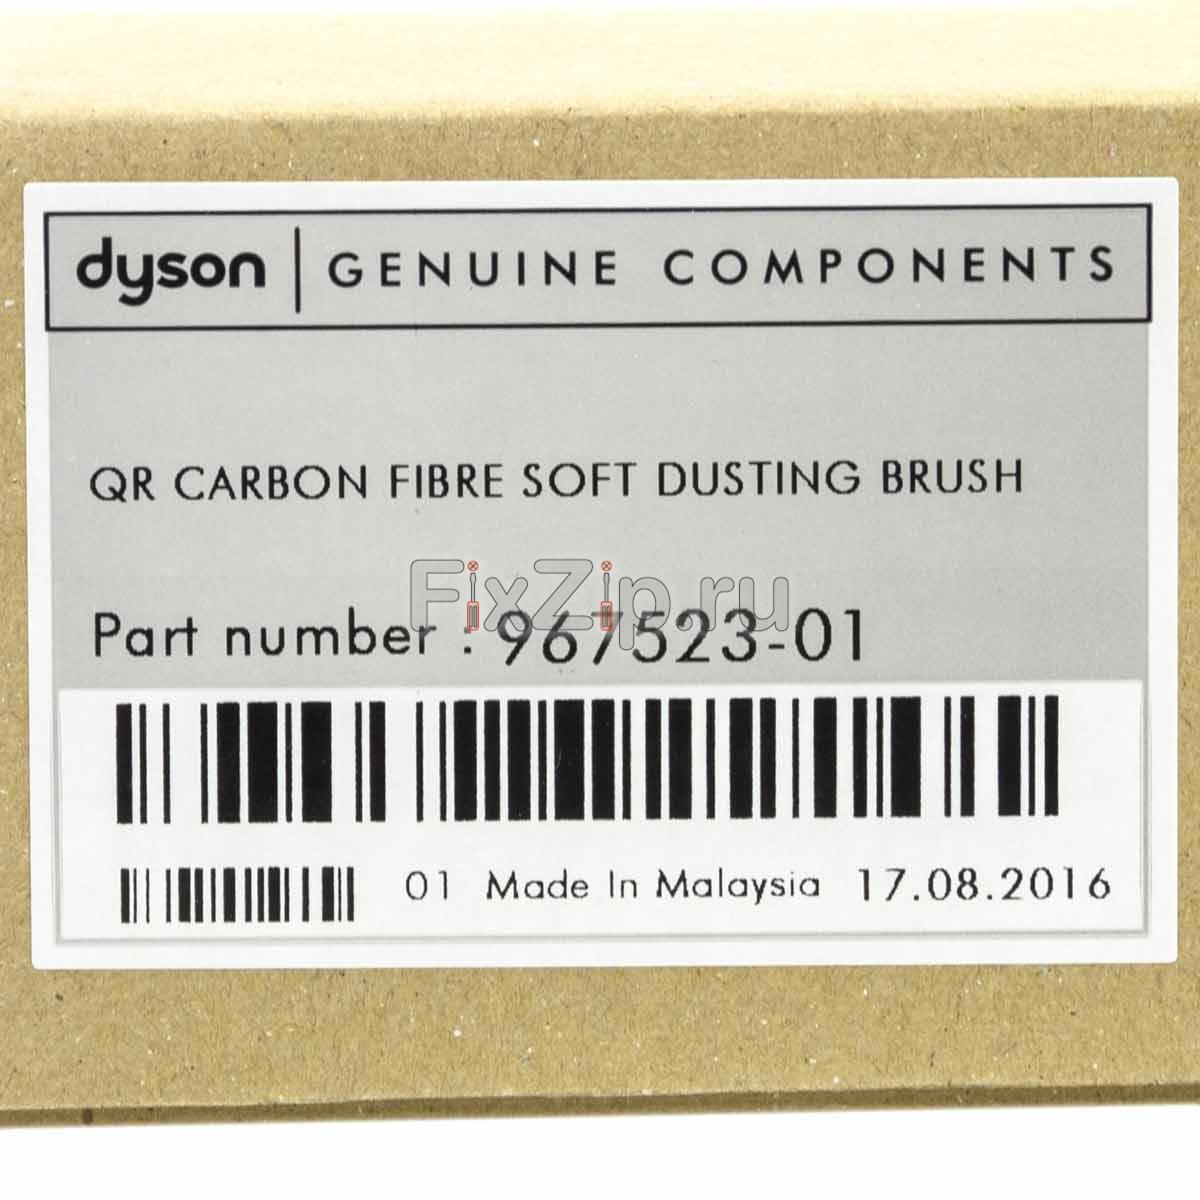 dyson | GENUINE COMPONENTS
QR CARBON FIBRE SOFT DUSTING BRUSH
FixZip.ru
Part number : 967523-01
01 Made In Malaysia 17.08.2016